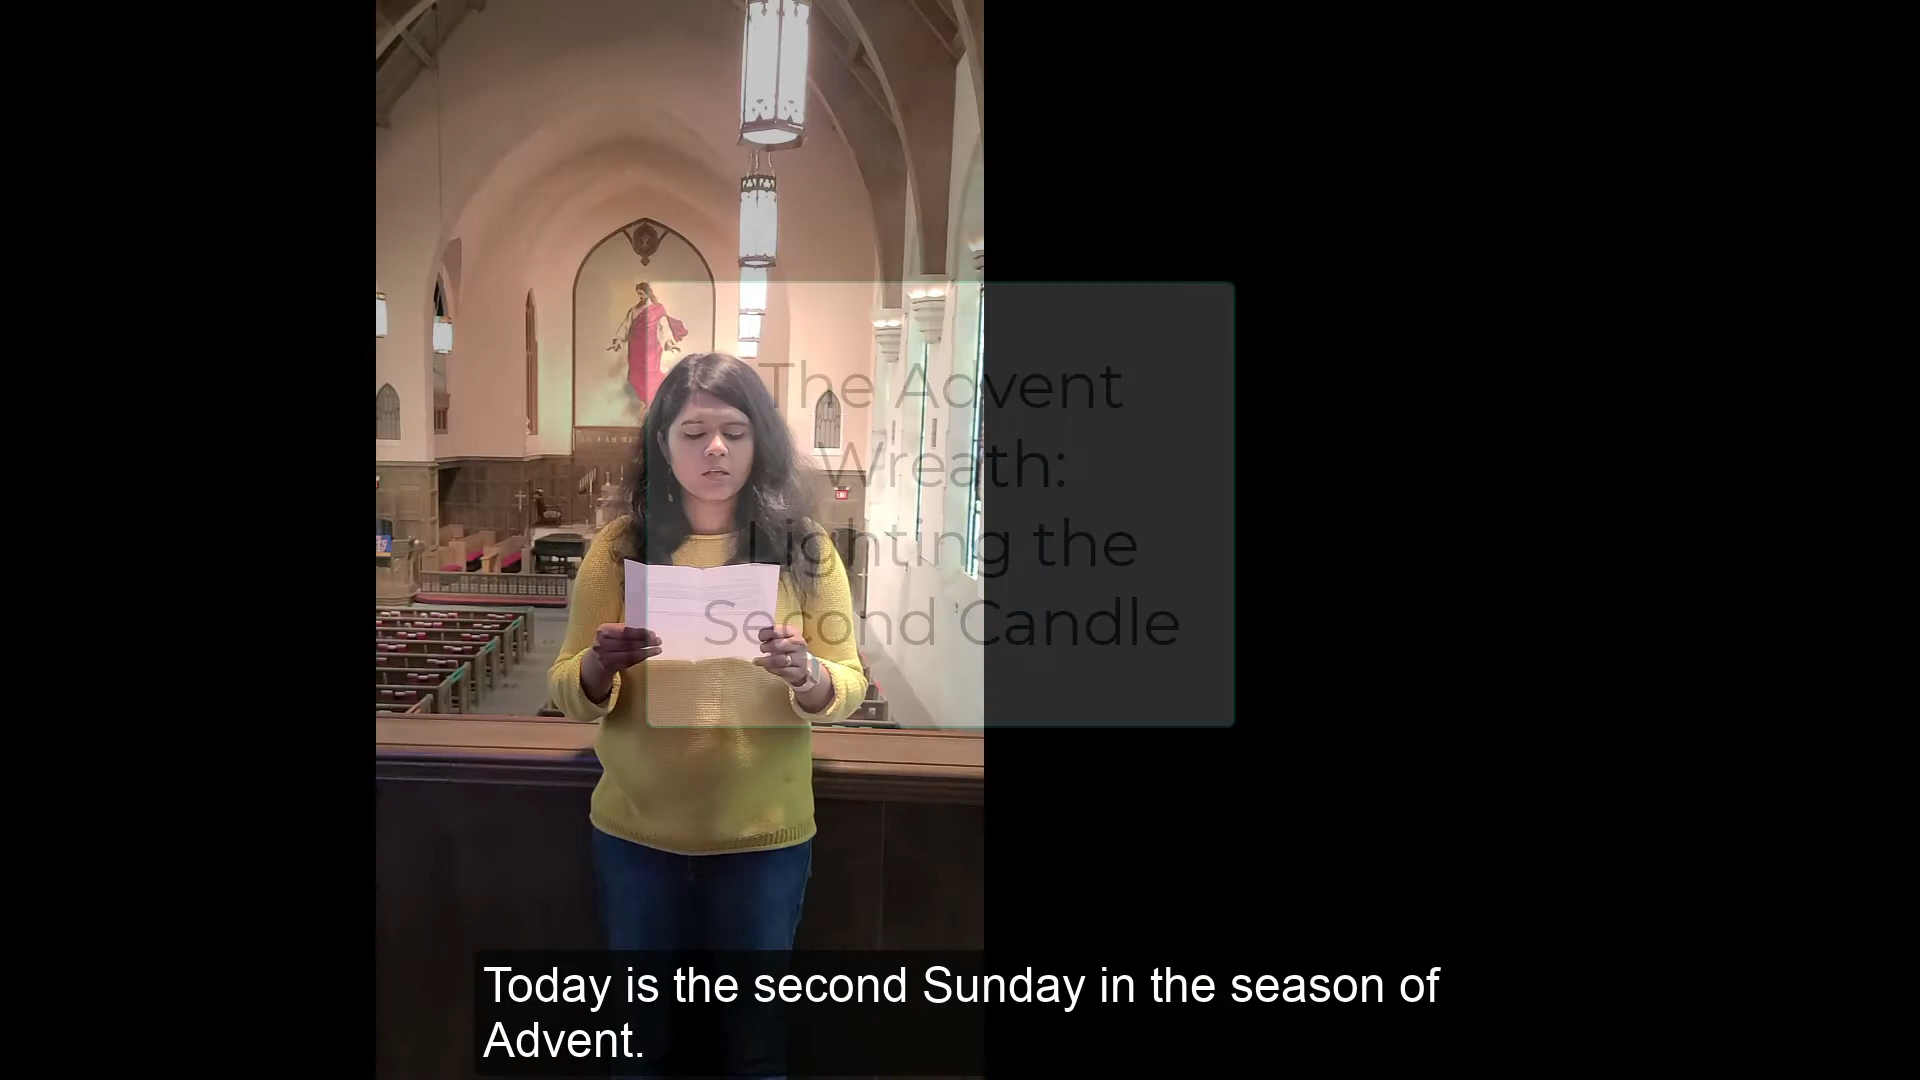 The Advent
Wreath:
Lighting the
Second Candle
Today is the second Sunday in the season of
Advent.